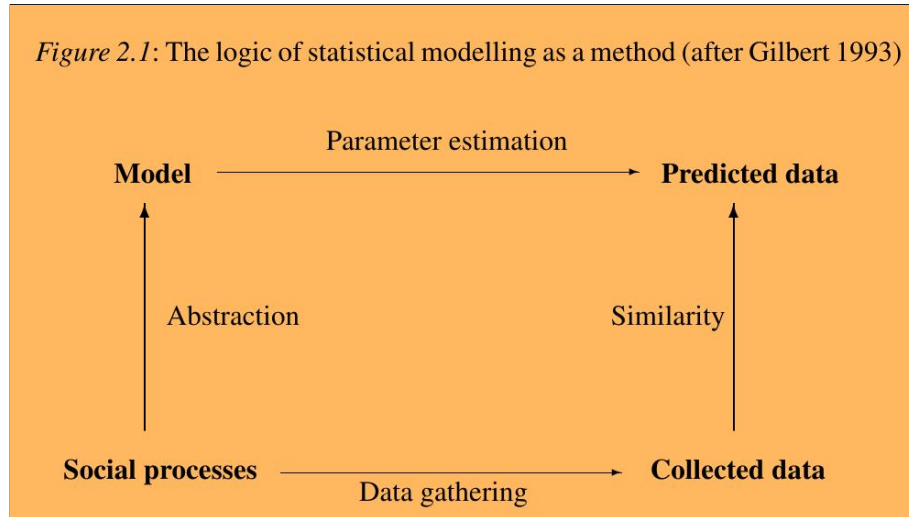 Figure 2.1: The logic of statistical modelling as a method (after Gilbert 1993)
Parameter estimation
Model
Predicted data
Abstraction
Similarity
Social processes
Collected data
Data gathering